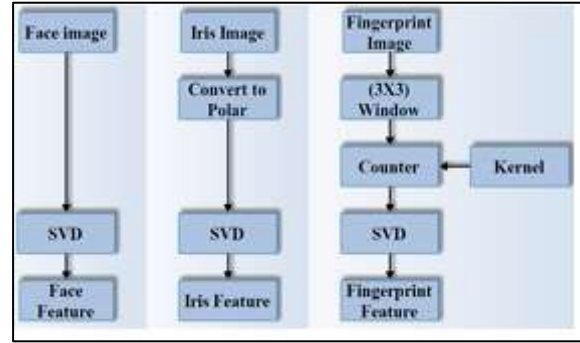 Face image
SVD
Face
Feature
Iris Image
Convert to
Polar
SVD
Iris Feature
Fingerprint
Image
(3X3)
Window
Counter
Kernel
SVD
Fingerprint
Feature